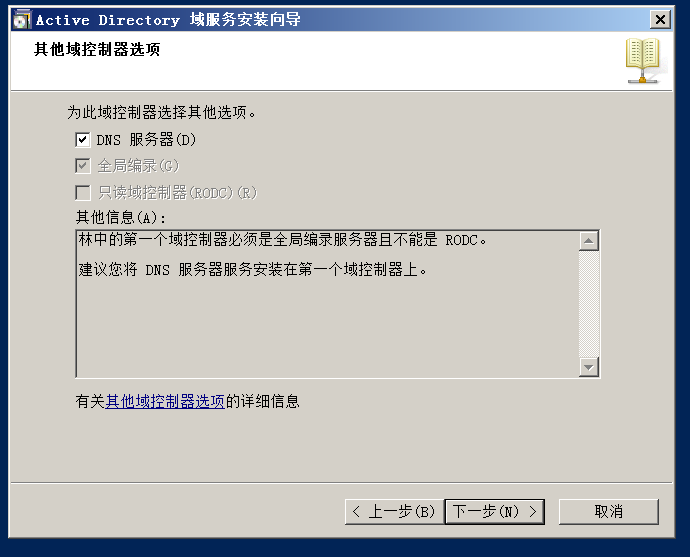 Active Directory 域服务安装向导
其他域控制器选项
为此域控制器选择其他选项。
DNS 服务器(D)
全局编录(G)
只读域控制器(RODC)(R)
其他信息(A):
林中的第一个域控制器必须是全局编录服务器且不能是 RODC。
建议您将 DNS 服务器服务安装在第一个域控制器上。
有关其他域控制器选项的详细信息
< 上一步(B) 下一步(N) > 取消